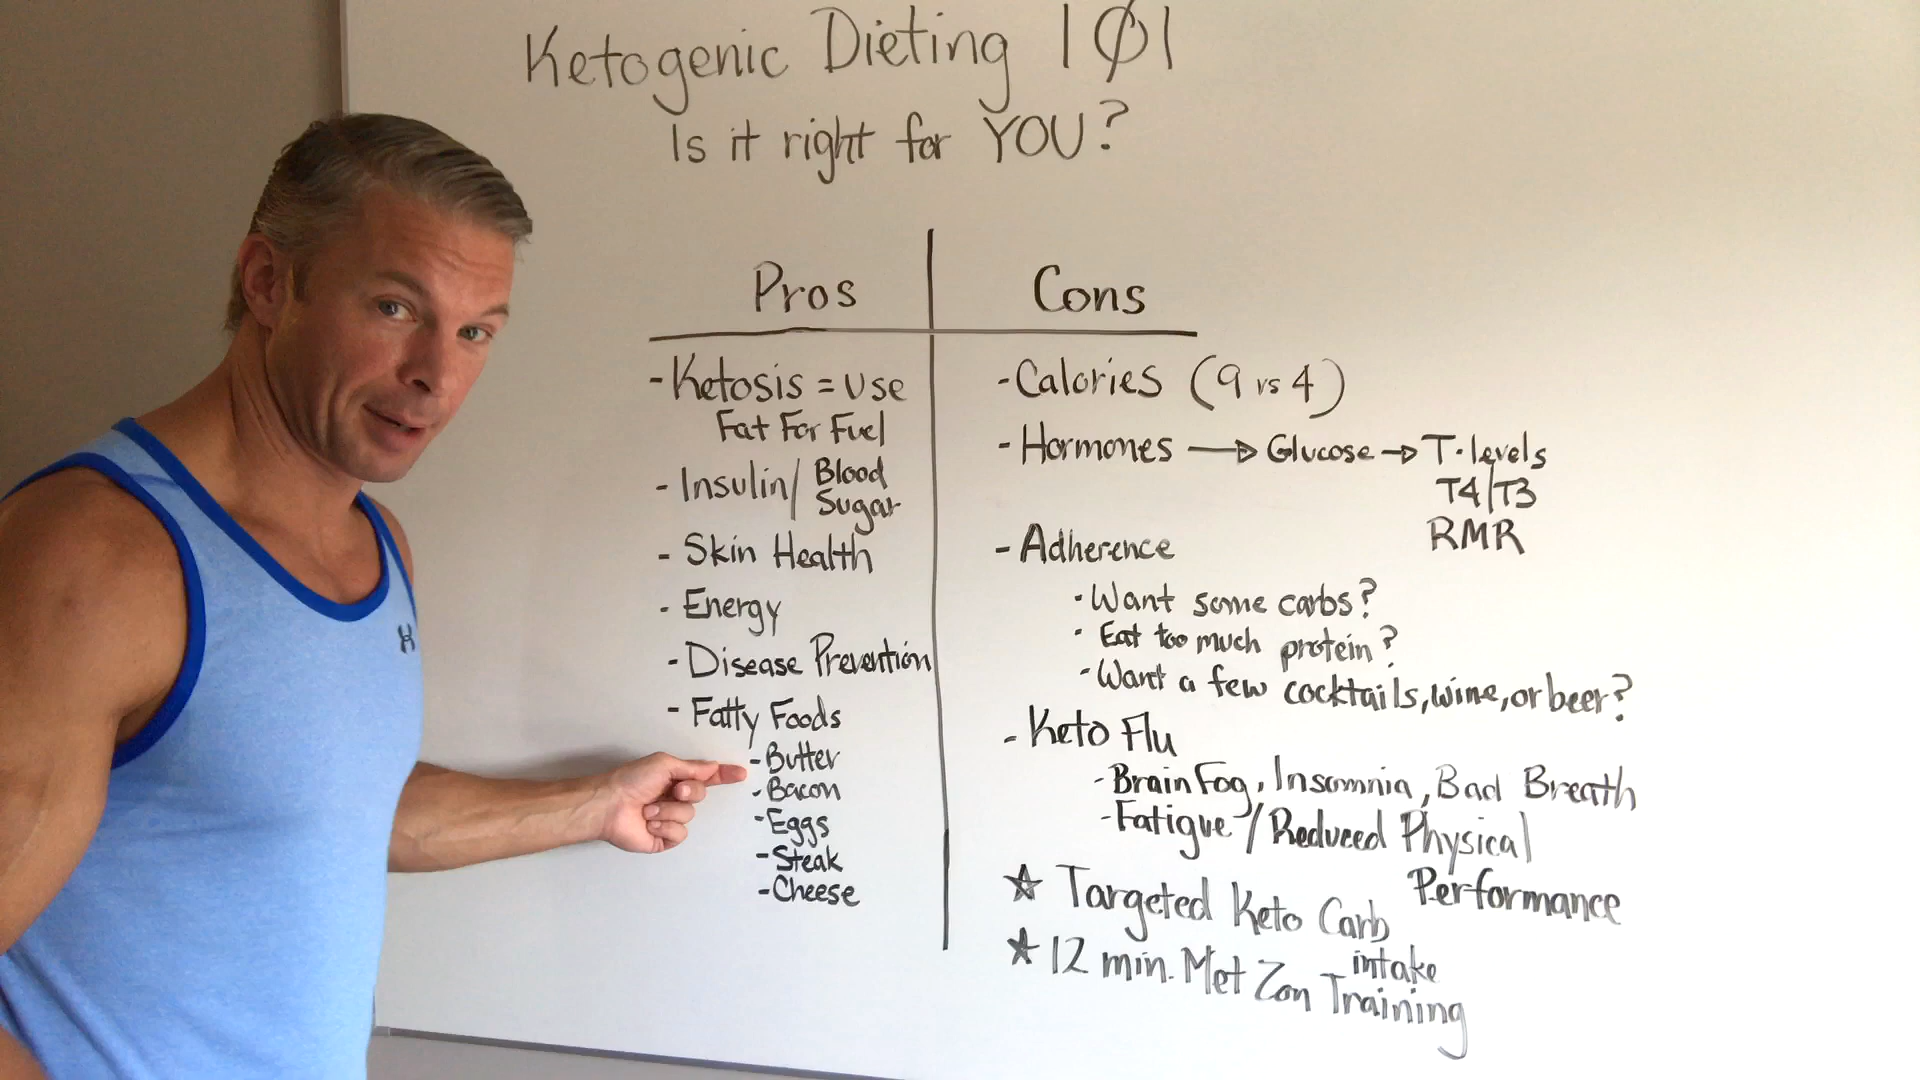 Ketogenic Dieting 101
Is it right for YOU?
Pros
- Ketosis = Use
Fat For Fuel
- Insulin/ Blood
Sugar
- Skin Health
- Energy
- Disease Prevention
- Fatty Foods
- Butter
- Bacon
- Eggs
- Steak
- Cheese
Cons
- Calories (9 vs 4)
- Hormones → Glucose → T-levels
T4/T3
RMR
- Adherence
· Want some carbs?
· Eat too much protein?
· Want a few cocktails, wine, or beer?
- Keto Flu
- Brain Fog, Insomnia, Bad Breath
- Fatigue / Reduced Physical
Performance
☆ Targeted Keto Carb
intake
☆ 12 min. Met Zon Training